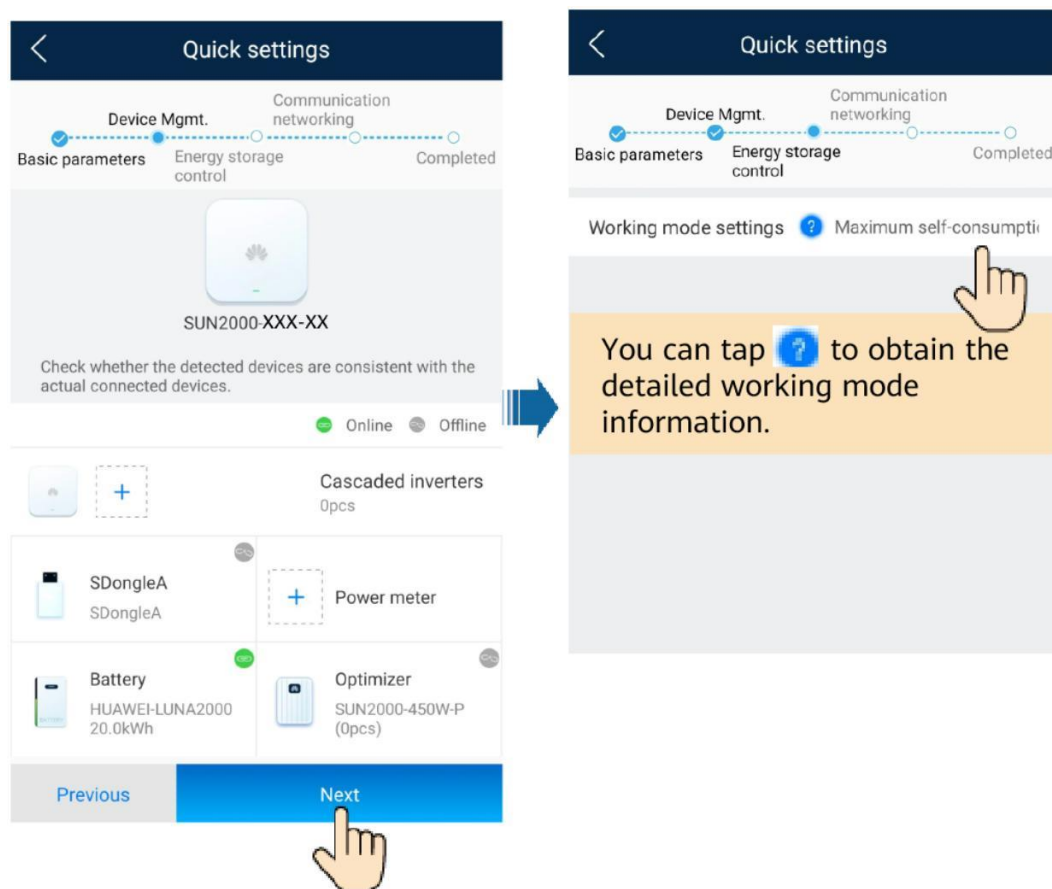 Quick settings
Communication
Device Mgmt. networking
Basic parameters Energy storage Completed
control
SUN2000-XXX-XX
Check whether the detected devices are consistent with the
actual connected devices.
Online Offline
+ Cascaded inverters
0pcs
SDongleA
SDongleA
+ Power meter
Battery
HUAWEI-LUNA2000
20.0kWh
Optimizer
SUN2000-450W-P
(0pcs)
Previous Next
Quick settings
Communication
Device Mgmt. networking
Basic parameters Energy storage Completed
control
Working mode settings ? Maximum self-consumptic
You can tap ? to obtain the
detailed working mode
information.